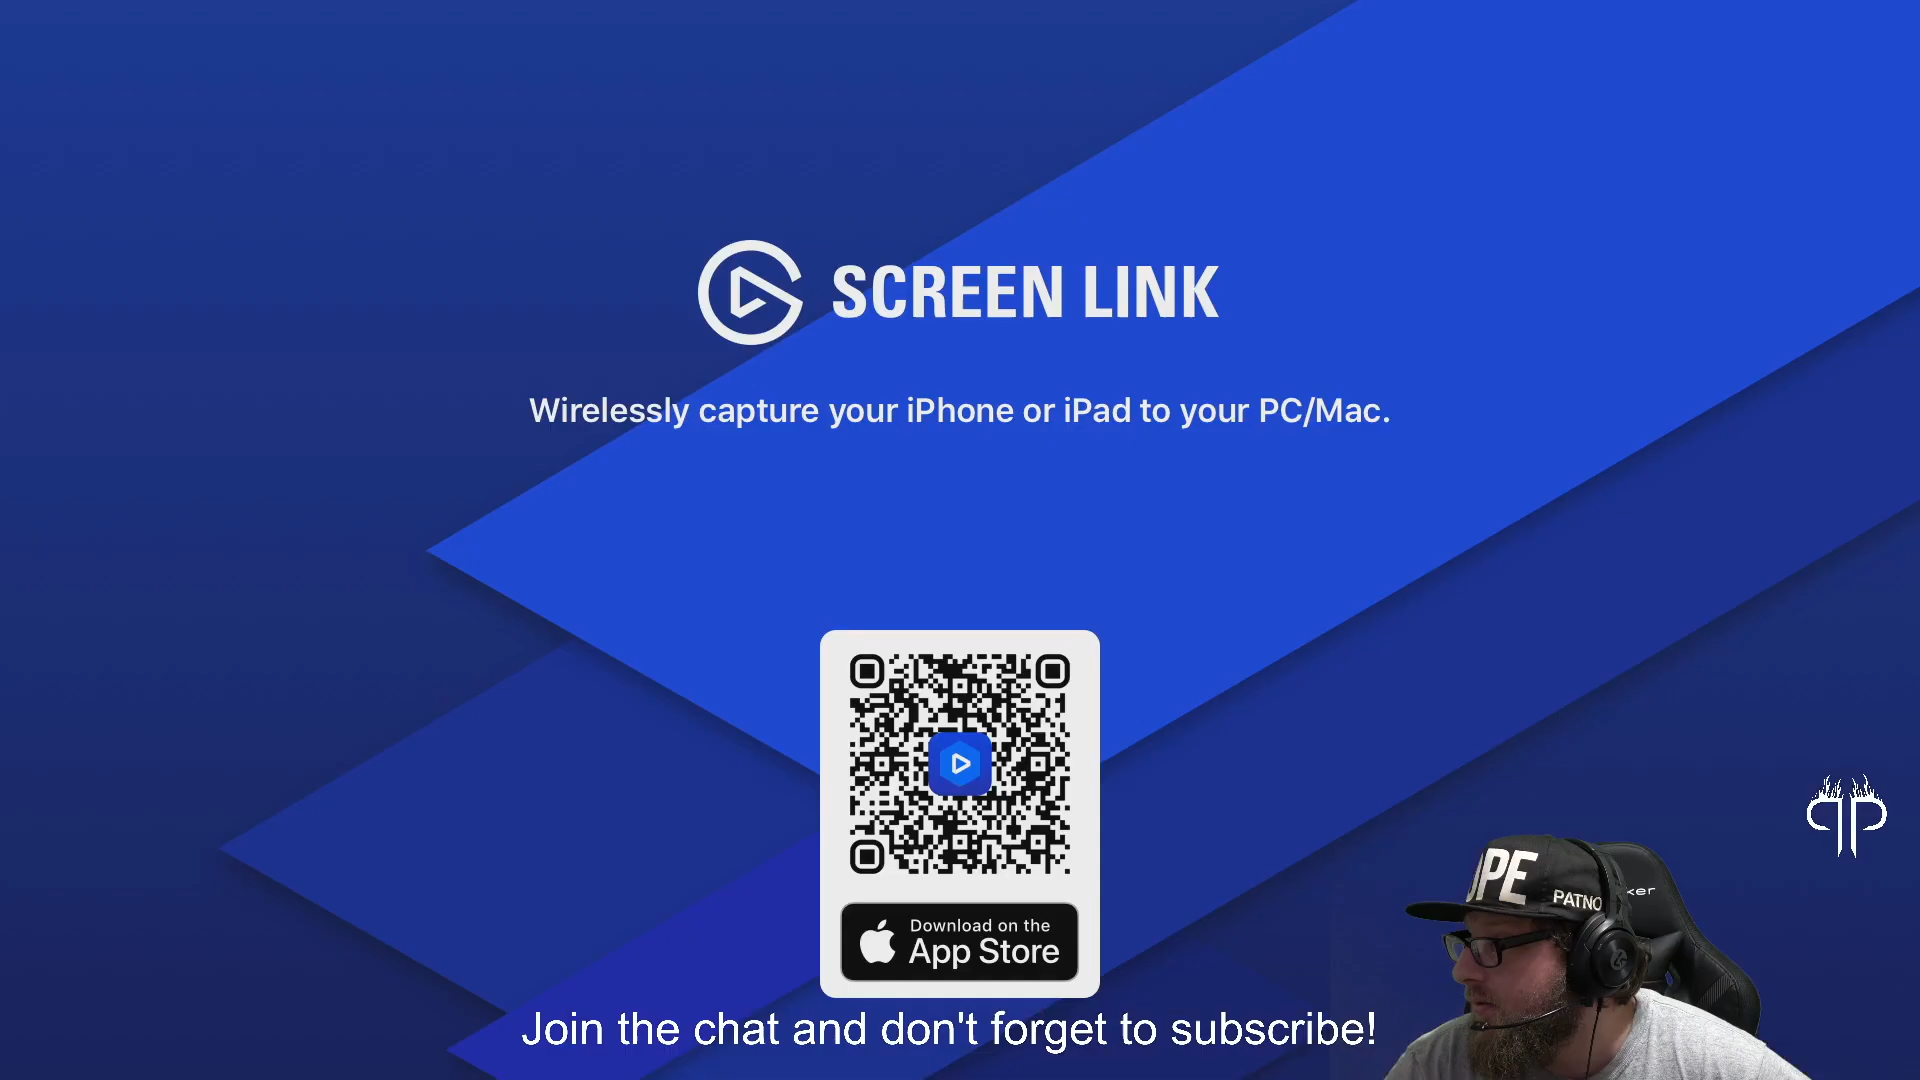 SCREEN LINK
Wirelessly capture your iPhone or iPad to your PC/Mac.
Download on the
App Store
Join the chat and don't forget to subscribe!
PATNO